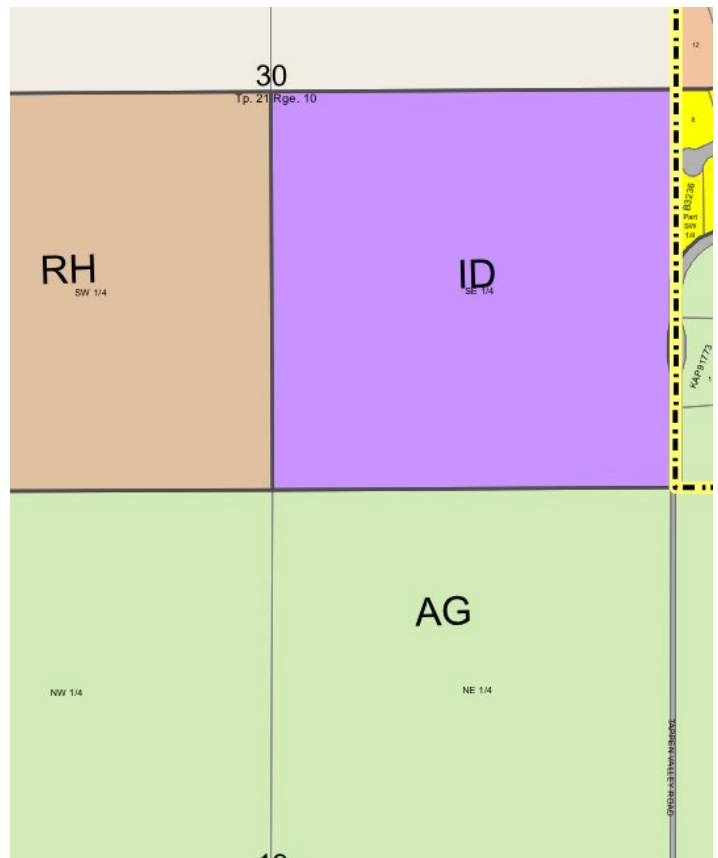 12
30
Tp. 21 Rge. 10
8
B3236
Part
SW
1/4
RH
SW 1/4
ID
SE 1/4
KAP91773
AG
NW 1/4
NE 1/4
TAPPEN VALLEY ROAD